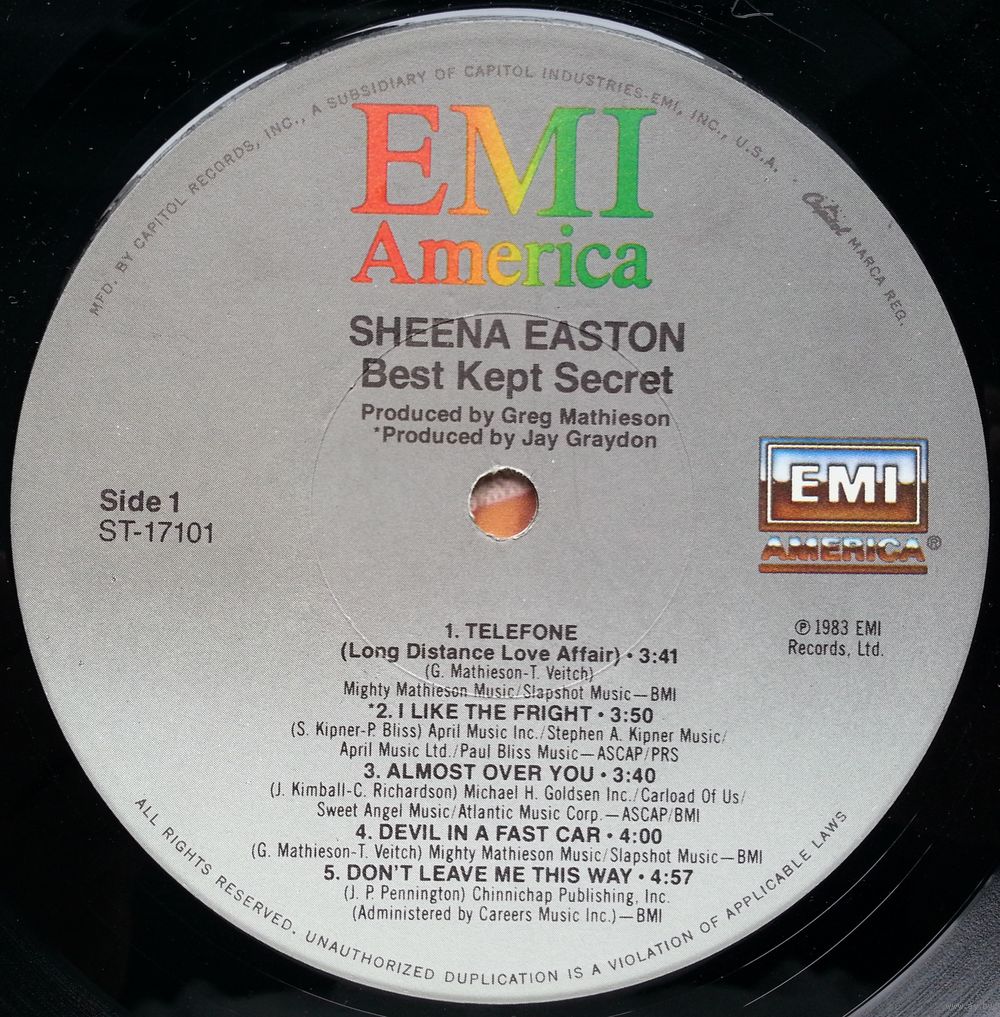 MFD. BY CAPITOL RECORDS, INC., A SUBSIDIARY OF CAPITOL INDUSTRIES-EMI, INC., U.S.A. · Capitol MARCA REG.
EMI
America
SHEENA EASTON
Best Kept Secret
Produced by Greg Mathieson
*Produced by Jay Graydon
Side 1
ST-17101
EMI
AMERICA®
℗ 1983 EMI
Records, Ltd.
1. TELEFONE
(Long Distance Love Affair) • 3:41
(G. Mathieson-T. Veitch)
Mighty Mathieson Music/Slapshot Music—BMI
*2. I LIKE THE FRIGHT • 3:50
(S. Kipner-P. Bliss) April Music Inc./Stephen A. Kipner Music/
April Music Ltd./Paul Bliss Music—ASCAP/PRS
3. ALMOST OVER YOU • 3:40
(J. Kimball-C. Richardson) Michael H. Goldsen Inc./Carload Of Us/
Sweet Angel Music/Atlantic Music Corp.—ASCAP/BMI
4. DEVIL IN A FAST CAR • 4:00
(G. Mathieson-T. Veitch) Mighty Mathieson Music/Slapshot Music—BMI
5. DON'T LEAVE ME THIS WAY • 4:57
(J. P. Pennington) Chinnichap Publishing, Inc.
(Administered by Careers Music Inc.)—BMI
ALL RIGHTS RESERVED. UNAUTHORIZED DUPLICATION IS A VIOLATION OF APPLICABLE LAWS